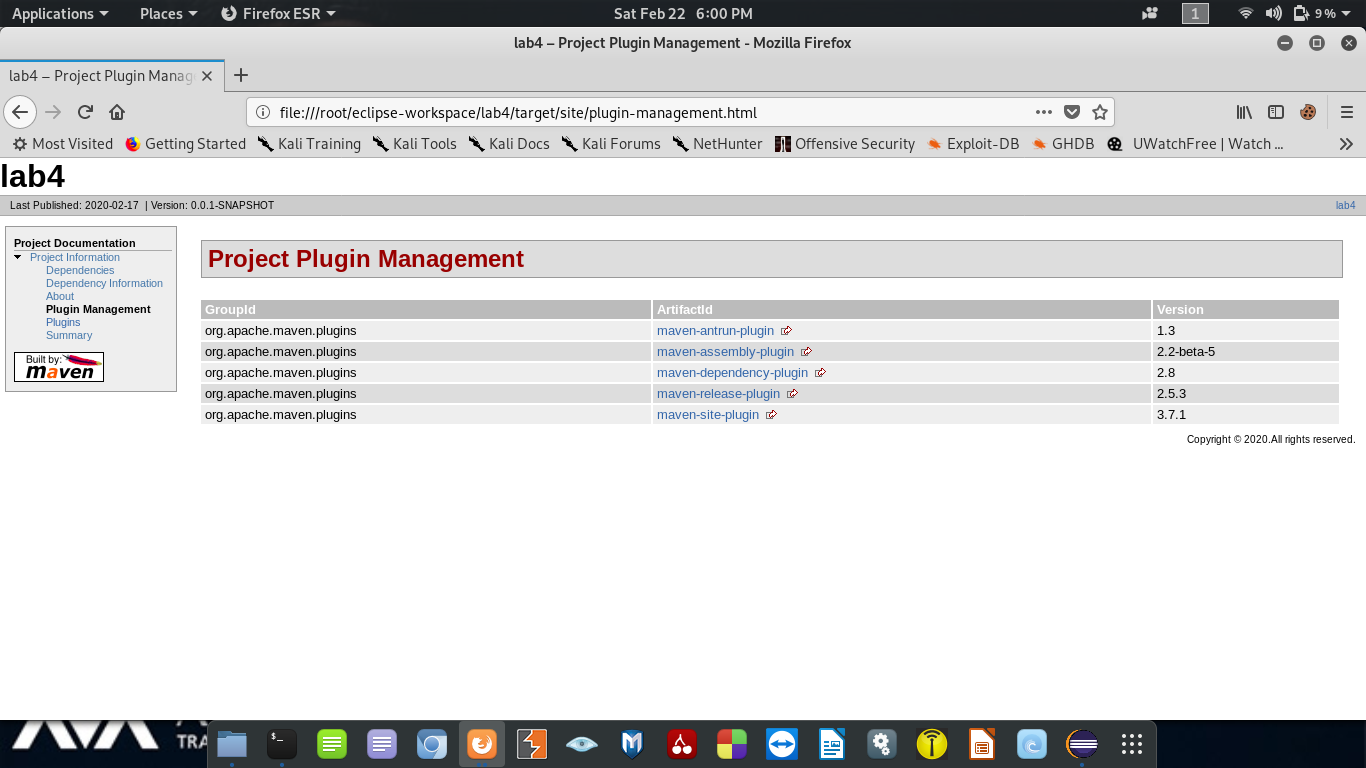 Applications Places Firefox ESR Sat Feb 22 6:00 PM 1 9%
lab4 – Project Plugin Management - Mozilla Firefox
lab4 – Project Plugin Manag
file:///root/eclipse-workspace/lab4/target/site/plugin-management.html
Most Visited Getting Started Kali Training Kali Tools Kali Docs Kali Forums NetHunter Offensive Security Exploit-DB GHDB UWatchFree | Watch ...
lab4
Last Published: 2020-02-17 | Version: 0.0.1-SNAPSHOT lab4
Project Documentation
Project Information
Dependencies
Dependency Information
About
Plugin Management
Plugins
Summary
Built by:
maven
Project Plugin Management
GroupId ArtifactId Version
org.apache.maven.plugins maven-antrun-plugin 1.3
org.apache.maven.plugins maven-assembly-plugin 2.2-beta-5
org.apache.maven.plugins maven-dependency-plugin 2.8
org.apache.maven.plugins maven-release-plugin 2.5.3
org.apache.maven.plugins maven-site-plugin 3.7.1
Copyright © 2020.All rights reserved.
TRA